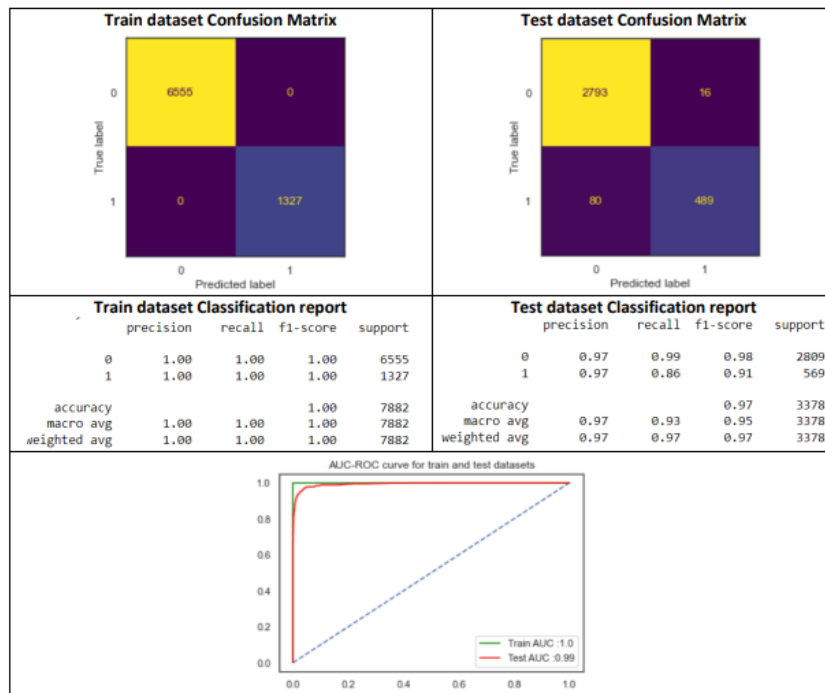 Train dataset Confusion Matrix
0
6555
0
True label
1
0
1327
0
1
Predicted label
Test dataset Confusion Matrix
0
2793
16
True label
1
80
489
0
1
Predicted label
Train dataset Classification report
precision recall f1-score support
0 1.00 1.00 1.00 6555
1 1.00 1.00 1.00 1327
accuracy 1.00 7882
macro avg 1.00 1.00 1.00 7882
weighted avg 1.00 1.00 1.00 7882
Test dataset Classification report
precision recall f1-score support
0 0.97 0.99 0.98 2809
1 0.97 0.86 0.91 569
accuracy 0.97 3378
macro avg 0.97 0.93 0.95 3378
weighted avg 0.97 0.97 0.97 3378
AUC-ROC curve for train and test datasets
1.0
0.8
0.6
0.4
0.2
0.0
Train AUC :1.0
Test AUC :0.99
0.0 0.2 0.4 0.6 0.8 1.0